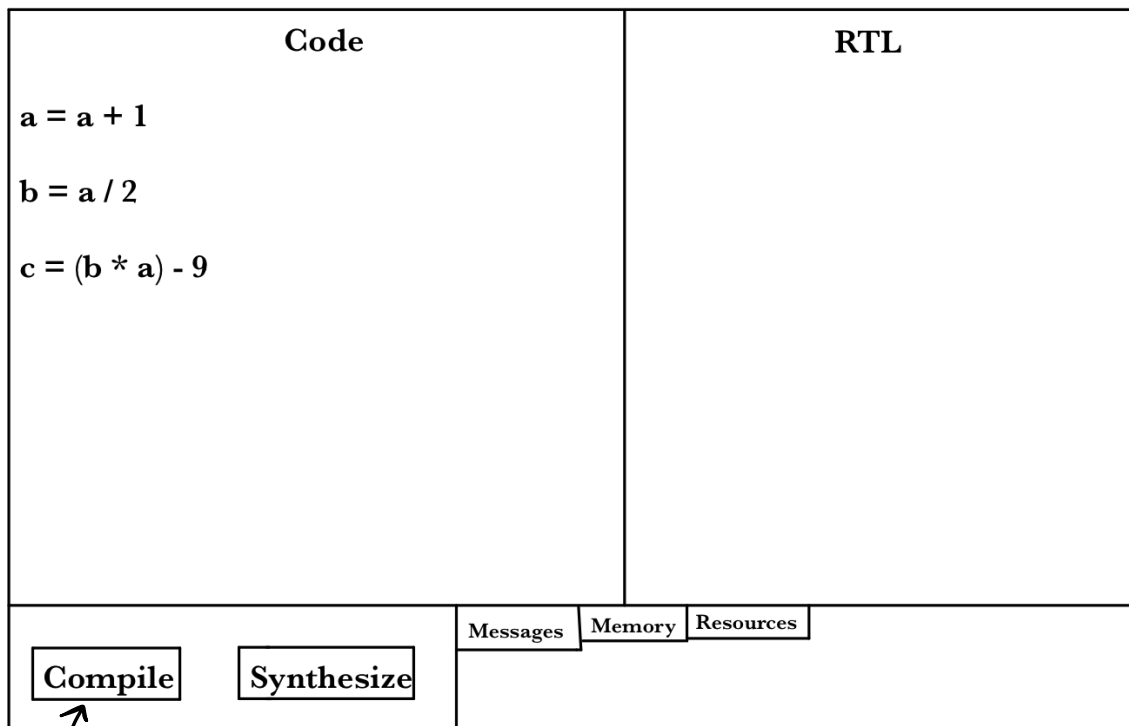 Code
a = a + 1
b = a / 2
c = (b * a) - 9
RTL
Messages
Memory
Resources
Compile
Synthesize